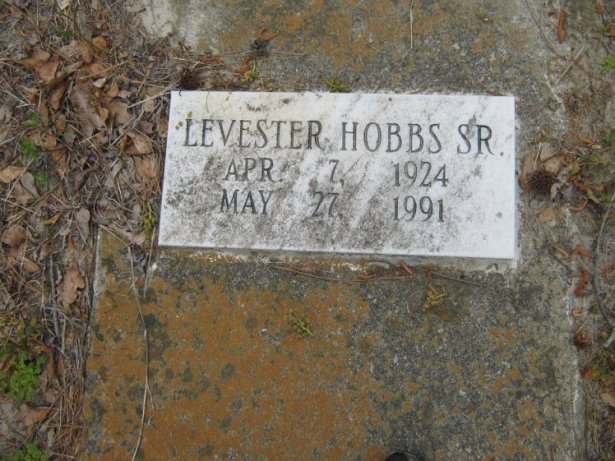 LEVESTER HOBBS SR.
APR. 7, 1924
MAY 27, 1991